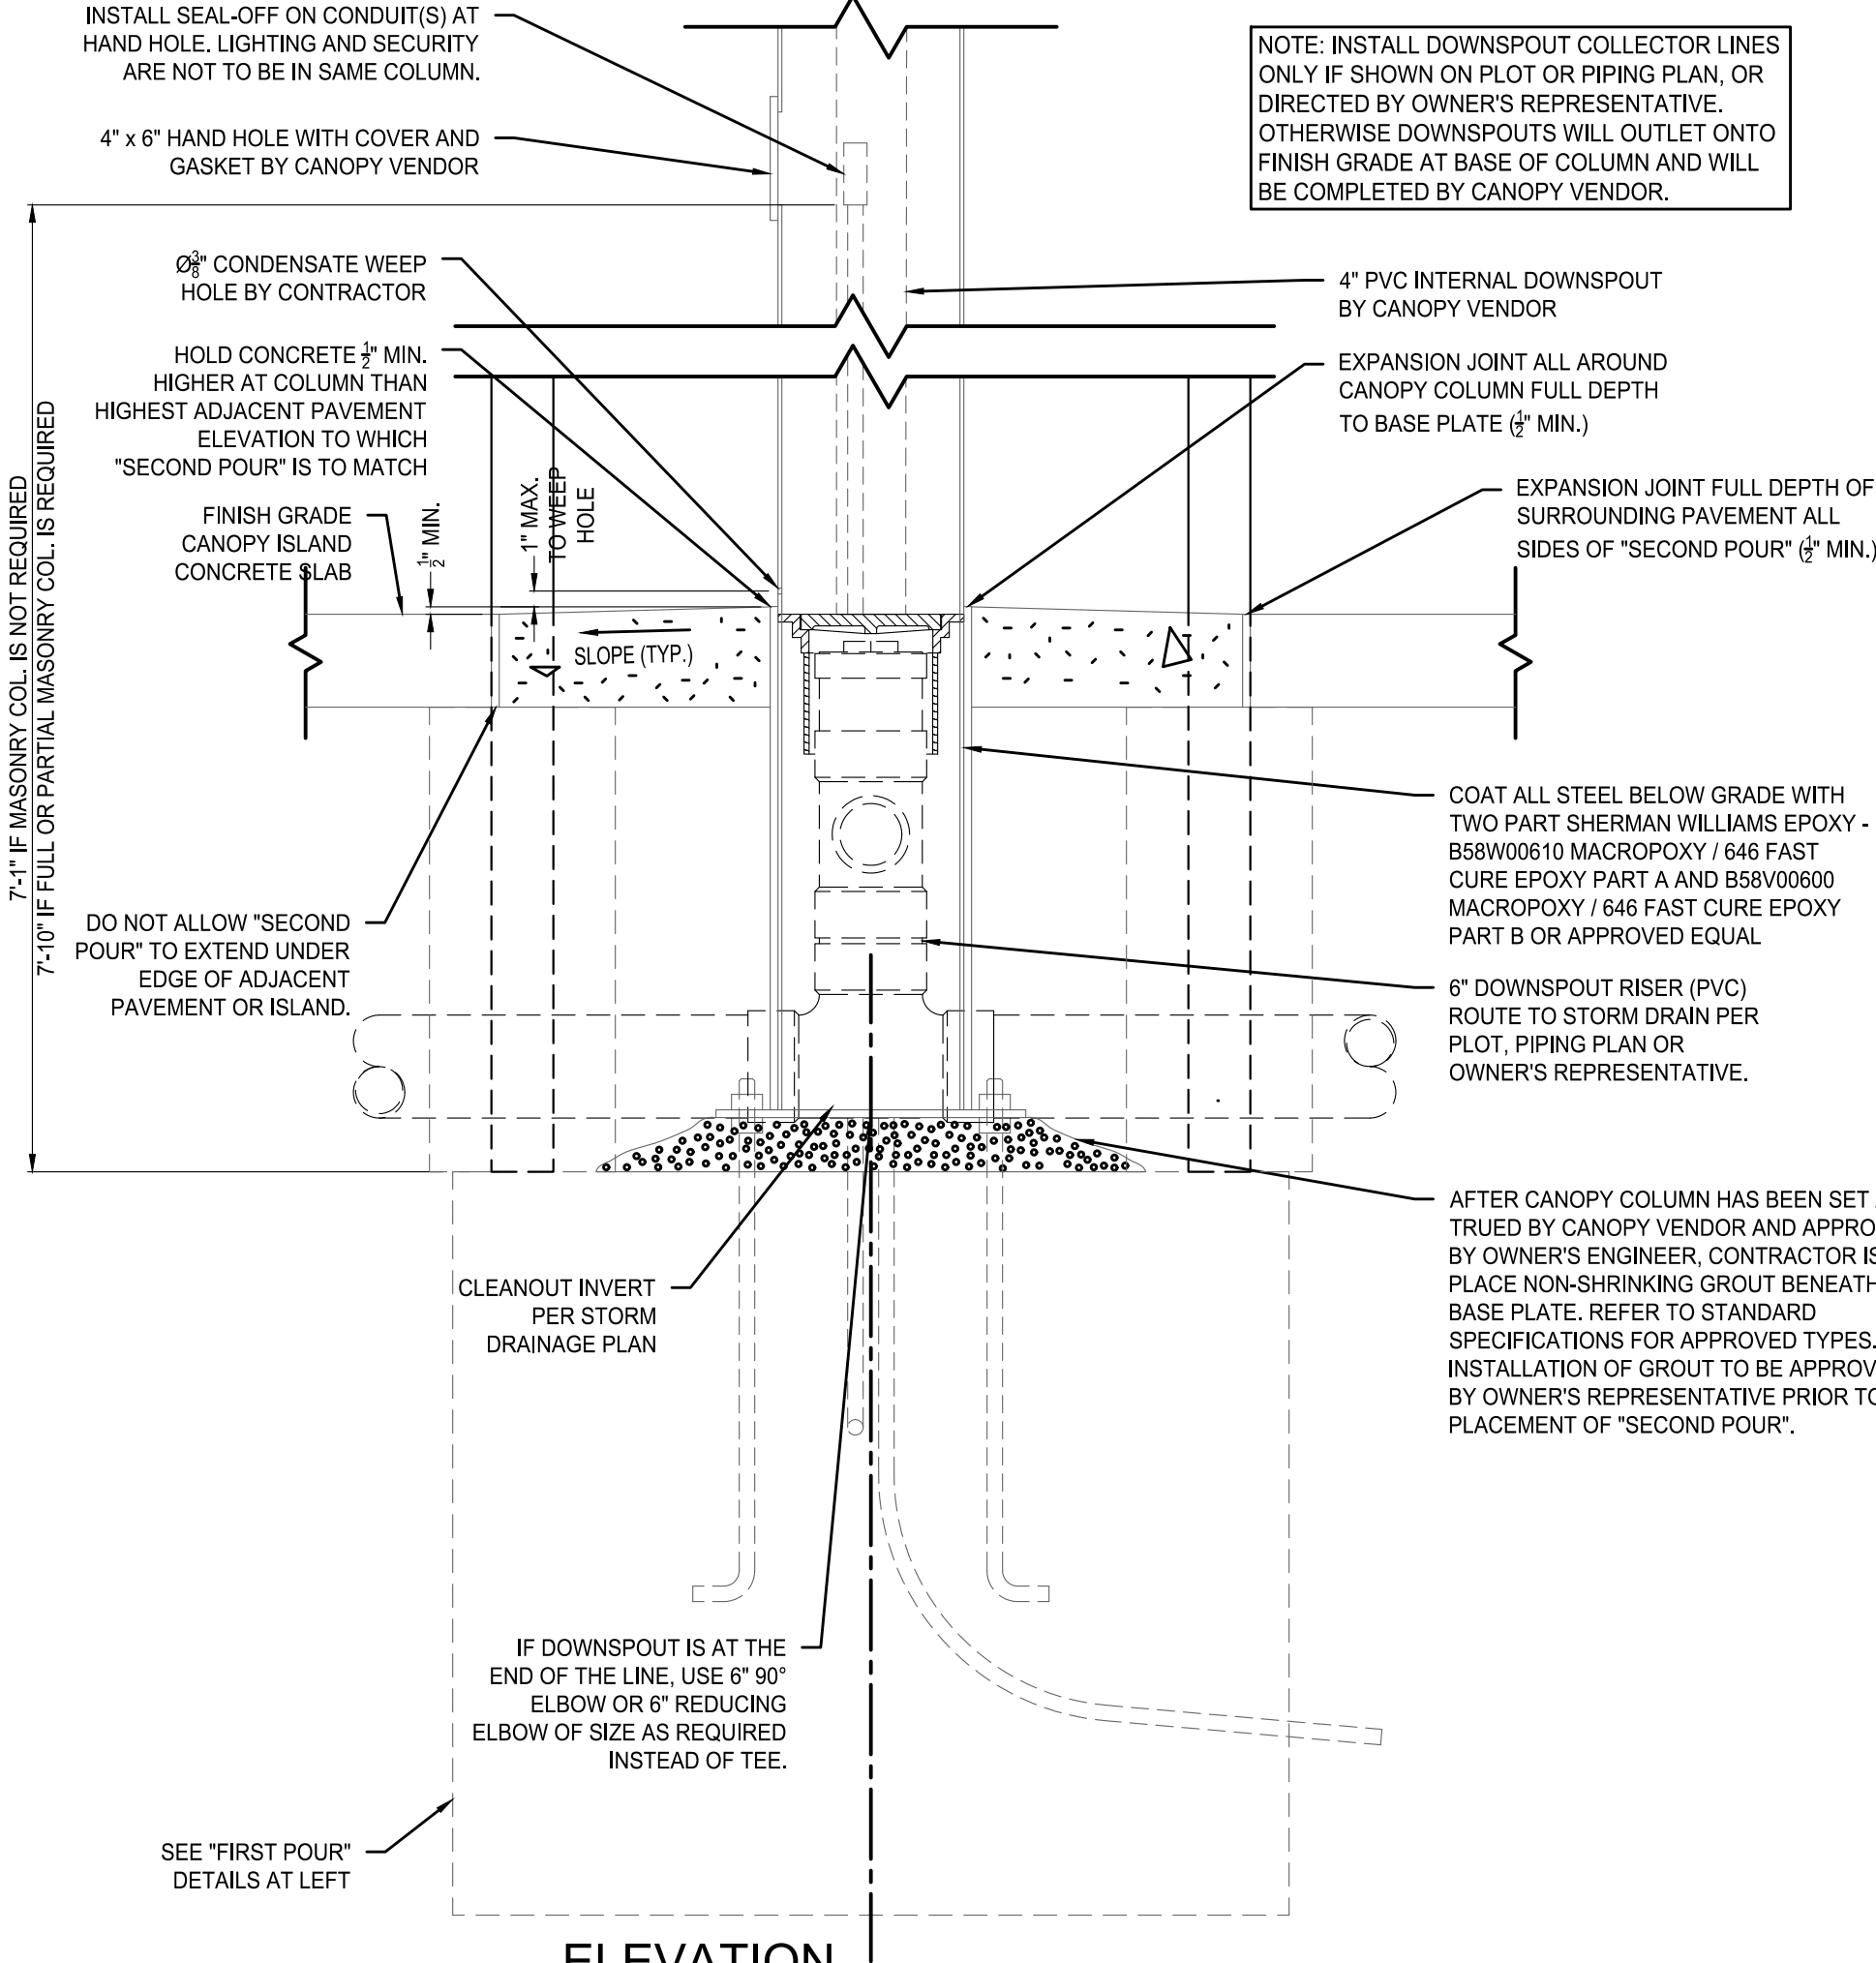 INSTALL SEAL-OFF ON CONDUIT(S) AT
HAND HOLE. LIGHTING AND SECURITY
ARE NOT TO BE IN SAME COLUMN.
4" x 6" HAND HOLE WITH COVER AND
GASKET BY CANOPY VENDOR
NOTE: INSTALL DOWNSPOUT COLLECTOR LINES
ONLY IF SHOWN ON PLOT OR PIPING PLAN, OR
DIRECTED BY OWNER'S REPRESENTATIVE.
OTHERWISE DOWNSPOUTS WILL OUTLET ONTO
FINISH GRADE AT BASE OF COLUMN AND WILL
BE COMPLETED BY CANOPY VENDOR.
Ø3/8" CONDENSATE WEEP
HOLE BY CONTRACTOR
HOLD CONCRETE 1/2" MIN.
HIGHER AT COLUMN THAN
HIGHEST ADJACENT PAVEMENT
ELEVATION TO WHICH
"SECOND POUR" IS TO MATCH
FINISH GRADE
CANOPY ISLAND
CONCRETE SLAB
1/2" MIN.
1" MAX.
TO WEEP
HOLE
4" PVC INTERNAL DOWNSPOUT
BY CANOPY VENDOR
EXPANSION JOINT ALL AROUND
CANOPY COLUMN FULL DEPTH
TO BASE PLATE (1/2" MIN.)
EXPANSION JOINT FULL DEPTH OF
SURROUNDING PAVEMENT ALL
SIDES OF "SECOND POUR" (1/2" MIN.)
SLOPE (TYP.)
7'-1" IF MASONRY COL. IS NOT REQUIRED
7'-10" IF FULL OR PARTIAL MASONRY COL. IS REQUIRED
COAT ALL STEEL BELOW GRADE WITH
TWO PART SHERMAN WILLIAMS EPOXY -
B58W00610 MACROPOXY / 646 FAST
CURE EPOXY PART A AND B58V00600
MACROPOXY / 646 FAST CURE EPOXY
PART B OR APPROVED EQUAL
DO NOT ALLOW "SECOND
POUR" TO EXTEND UNDER
EDGE OF ADJACENT
PAVEMENT OR ISLAND.
6" DOWNSPOUT RISER (PVC)
ROUTE TO STORM DRAIN PER
PLOT, PIPING PLAN OR
OWNER'S REPRESENTATIVE.
AFTER CANOPY COLUMN HAS BEEN SET
TRUED BY CANOPY VENDOR AND APPRO
BY OWNER'S ENGINEER, CONTRACTOR IS
PLACE NON-SHRINKING GROUT BENEATH
BASE PLATE. REFER TO STANDARD
SPECIFICATIONS FOR APPROVED TYPES.
INSTALLATION OF GROUT TO BE APPROV
BY OWNER'S REPRESENTATIVE PRIOR TO
PLACEMENT OF "SECOND POUR".
CLEANOUT INVERT
PER STORM
DRAINAGE PLAN
IF DOWNSPOUT IS AT THE
END OF THE LINE, USE 6" 90°
ELBOW OR 6" REDUCING
ELBOW OF SIZE AS REQUIRED
INSTEAD OF TEE.
SEE "FIRST POUR"
DETAILS AT LEFT
ELEVATION